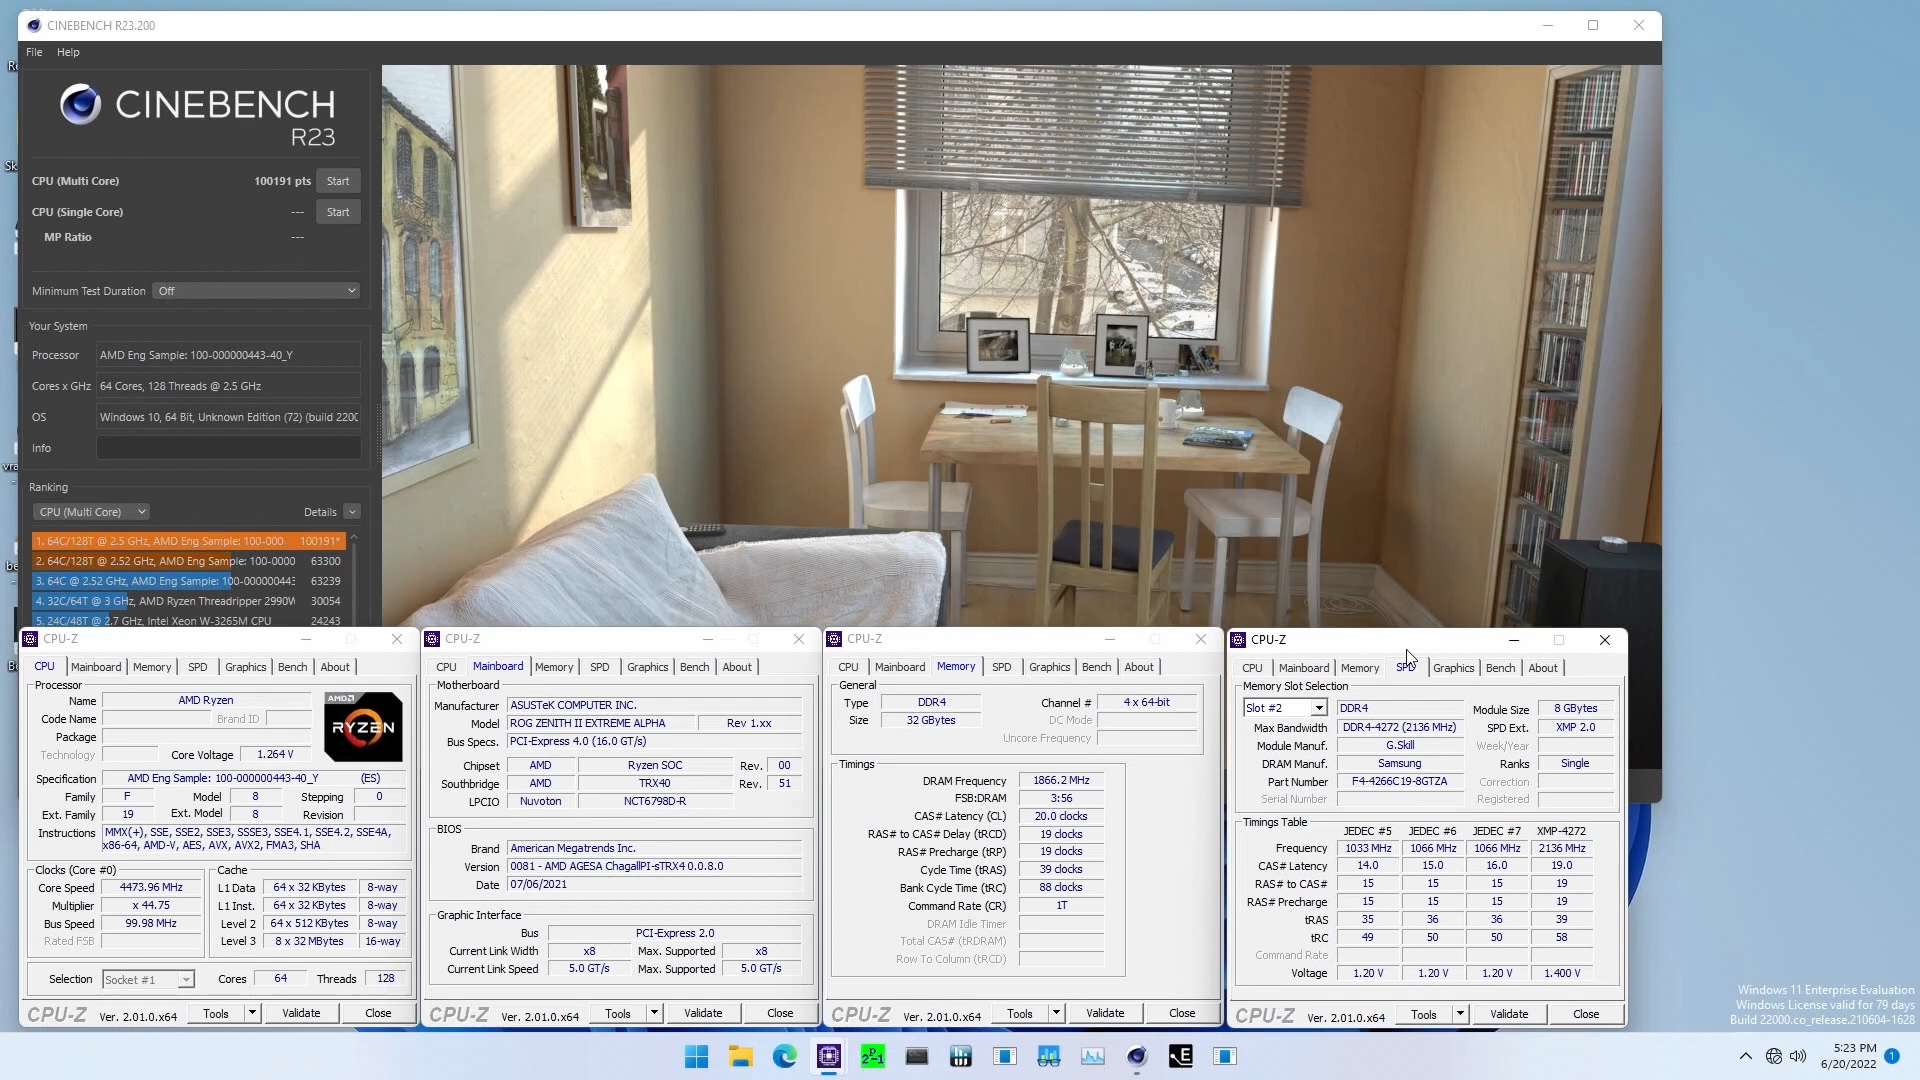 CINEBENCH R23.200
File Help
CINEBENCH
R23
CPU (Multi Core) 100191 pts Start
CPU (Single Core) --- Start
MP Ratio ---
Minimum Test Duration Off
Your System
Processor AMD Eng Sample: 100-000000443-40_Y
Cores x GHz 64 Cores, 128 Threads @ 2.5 GHz
OS Windows 10, 64 Bit, Unknown Edition (72) (build 2200
Info
Ranking
CPU (Multi Core) Details
1. 64C/128T @ 2.5 GHz, AMD Eng Sample: 100-000 100191*
2. 64C/128T @ 2.52 GHz, AMD Eng Sample: 100-0000 63300
3. 64C @ 2.52 GHz, AMD Eng Sample: 100-000000443 63239
4. 32C/64T @ 3 GHz, AMD Ryzen Threadripper 2990W 30054
5. 24C/48T @ 2.7 GHz, Intel Xeon W-3265M CPU 24243
CPU-Z
CPU Mainboard Memory SPD Graphics Bench About
Processor
Name AMD Ryzen
Code Name Brand ID
Package
Technology Core Voltage 1.264 V
AMD
RYZEN
Specification AMD Eng Sample: 100-000000443-40_Y (ES)
Family F Model 8 Stepping 0
Ext. Family 19 Ext. Model 8 Revision
Instructions MMX(+), SSE, SSE2, SSE3, SSSE3, SSE4.1, SSE4.2, SSE4A,
x86-64, AMD-V, AES, AVX, AVX2, FMA3, SHA
Clocks (Core #0)
Core Speed 4473.96 MHz
Multiplier x 44.75
Bus Speed 99.98 MHz
Rated FSB
Cache
L1 Data 64 x 32 KBytes 8-way
L1 Inst. 64 x 32 KBytes 8-way
Level 2 64 x 512 KBytes 8-way
Level 3 8 x 32 MBytes 16-way
Selection Socket #1 Cores 64 Threads 128
CPU-Z Ver. 2.01.0.x64 Tools Validate Close
CPU-Z
CPU Mainboard Memory SPD Graphics Bench About
Motherboard
Manufacturer ASUSTeK COMPUTER INC.
Model ROG ZENITH II EXTREME ALPHA Rev 1.xx
Bus Specs. PCI-Express 4.0 (16.0 GT/s)
Chipset AMD Ryzen SOC Rev. 00
Southbridge AMD TRX40 Rev. 51
LPCIO Nuvoton NCT6798D-R
BIOS
Brand American Megatrends Inc.
Version 0081 - AMD AGESA ChagallPI-sTRX4 0.0.8.0
Date 07/06/2021
Graphic Interface
Bus PCI-Express 2.0
Current Link Width x8 Max. Supported x8
Current Link Speed 5.0 GT/s Max. Supported 5.0 GT/s
CPU-Z Ver. 2.01.0.x64 Tools Validate Close
CPU-Z
CPU Mainboard Memory SPD Graphics Bench About
General
Type DDR4 Channel # 4 x 64-bit
Size 32 GBytes DC Mode
Uncore Frequency
Timings
DRAM Frequency 1866.2 MHz
FSB:DRAM 3:56
CAS# Latency (CL) 20.0 clocks
RAS# to CAS# Delay (tRCD) 19 clocks
RAS# Precharge (tRP) 19 clocks
Cycle Time (tRAS) 39 clocks
Bank Cycle Time (tRC) 88 clocks
Command Rate (CR) 1T
DRAM Idle Timer
Total CAS# (tRDRAM)
Row To Column (tRCD)
CPU-Z Ver. 2.01.0.x64 Tools Validate Close
CPU-Z
CPU Mainboard Memory SPD Graphics Bench About
Memory Slot Selection
Slot #2 DDR4 Module Size 8 GBytes
Max Bandwidth DDR4-4272 (2136 MHz) SPD Ext. XMP 2.0
Module Manuf. G.Skill Week/Year
DRAM Manuf. Samsung Ranks Single
Part Number F4-4266C19-8GTZA Correction
Serial Number Registered
Timings Table
JEDEC #5 JEDEC #6 JEDEC #7 XMP-4272
Frequency 1033 MHz 1066 MHz 1066 MHz 2136 MHz
CAS# Latency 14.0 15.0 16.0 19.0
RAS# to CAS# 15 15 15 19
RAS# Precharge 15 15 15 19
tRAS 35 36 36 39
tRC 49 50 50 58
Command Rate
Voltage 1.20 V 1.20 V 1.20 V 1.400 V
CPU-Z Ver. 2.01.0.x64 Tools Validate Close
Windows 11 Enterprise Evaluation
Windows License valid for 79 days
Build 22000.co_release.210604-1628
5:23 PM
6/20/2022
1